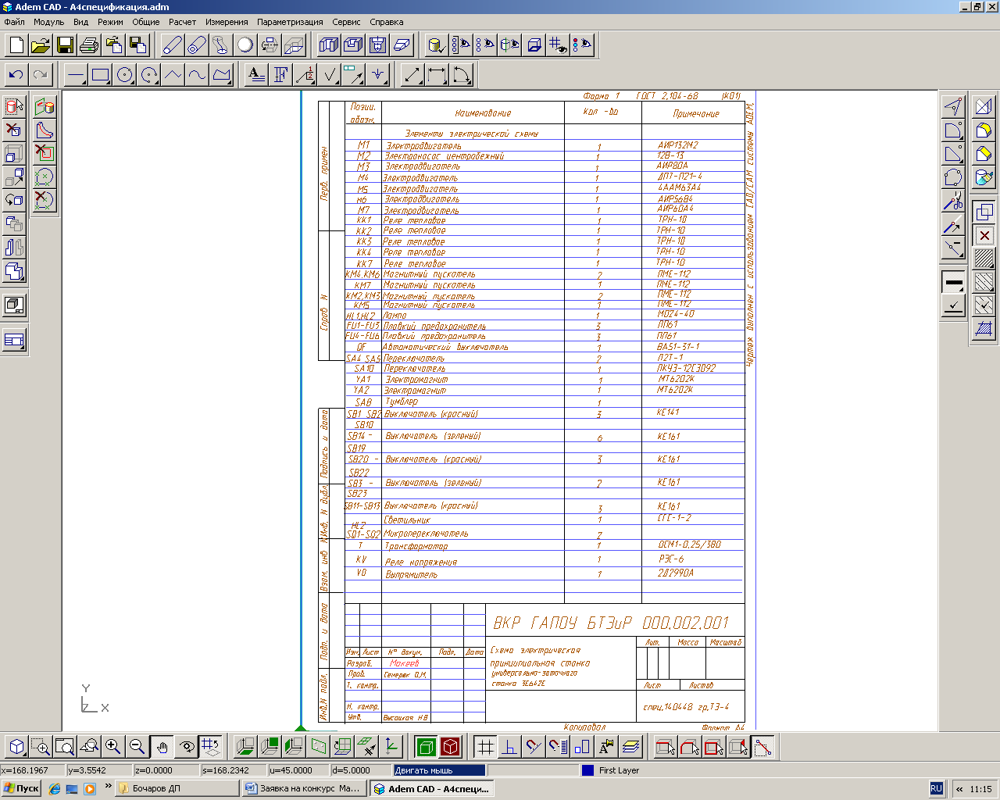 Adem CAD - A4спецификация.adm
Файл Модуль Вид Режим Общие Расчет Измерения Параметризация Сервис Справка
Форма 1 ГОСТ 2.104-68 (К01)
Позиц. обозн. Наименование Кол -во Примечание
Элементы электрической схемы
М1 Электродвигатель 1 АИР132М2
М2 Электронасос центробежный 1 12В-13
М3 Электродвигатель 1 АИР80А
М4 Электродвигатель 1 ДПТ-П21-4
М5 Электродвигатель 1 4ААМ63А4
м6 Электродвигатель 1 АИР56В4
М7 Электродвигатель 1 АИР60А4
КК1 Реле тепловое 1 ТРН-10
КК2 Реле тепловое 1 ТРН-10
КК3 Реле тепловое 1 ТРН-10
КК4 Реле тепловое 1 ТРН-10
КК7 Реле тепловое 1 ТРН-10
КМ4,КМ6 Магнитный пускатель 2 ПМЕ-112
КМ7 Магнитный пускатель 1 ПМЕ-112
КМ2,КМ3 Магнитный пускатель 2 ПМЕ-112
КМ5 Магнитный пускатель 1 ПМЕ-112
HL1,HL2 Лампа 1 МО24-40
FU1-FU3 Плавкий предохранитель 3 ПП61
FU4-FU6 Плавкий предохранитель 3 ПП61
QF Автоматический выключатель 1 ВА51-31-1
SA4 SA5 Переключатель 2 П2Т-1
SA10 Переключатель 1 ПКУ3-12С3092
YA1 Электромагнит 1 МТ6202К
YA2 Электромагнит 1 МТ6202К
SA8 Тумблер 1
SB1 SB2 Выключатель (красный) 3 КЕ141
SB10
SB14 - Выключатель (зеленый) 6 КЕ161
SB19
SB20 - Выключатель (красный) 3 КЕ161
SB22
SB3 - Выключатель (зеленый) 2 КЕ161
SB23
SB11-SB13 Выключатель (красный) 3 КЕ161
HL2 Светильник 1 СГС-1-2
SQ1-SQ2 Микропереключатель 2
Т Трансформатор 1 ОСМ1-0,25/380
KV Реле напряжения 1 РЭС-6
VD Выпрямитель 1 2Д2990А
Перв. примен
Справ N
Подпись и дата
Инв. N дубл.
Взам. инв N
Подп. и дата
Инв.N подл.
Чертеж выполнен с использованием CAD/CAM системы ADEM.
ВКР ГАПОУ БТЭиР 000.002.001
Изм. Лист N° докум. Подп. Дата
Разраб. Макеев
Пров. Семерак О.М.
Т. контр.
Н. контр.
Утв. Высоцкая Н В
Схема электрическая
принципиальная станка
универсально-заточного
станка 3Е642Е
Лит. Масса Масштаб
Лист Листов
спец.140448 гр.ТЭ-4
Копировал Формат А4
Y
Z X
x=168.1967 y=3.5542 z=0.0000 s=168.2342 u=45.0000 d=5.0000 Двигать мышь First Layer
Пуск » Бочаров ДП Заявка на конкурс Ма... Adem CAD - A4специ... RU « 11:15